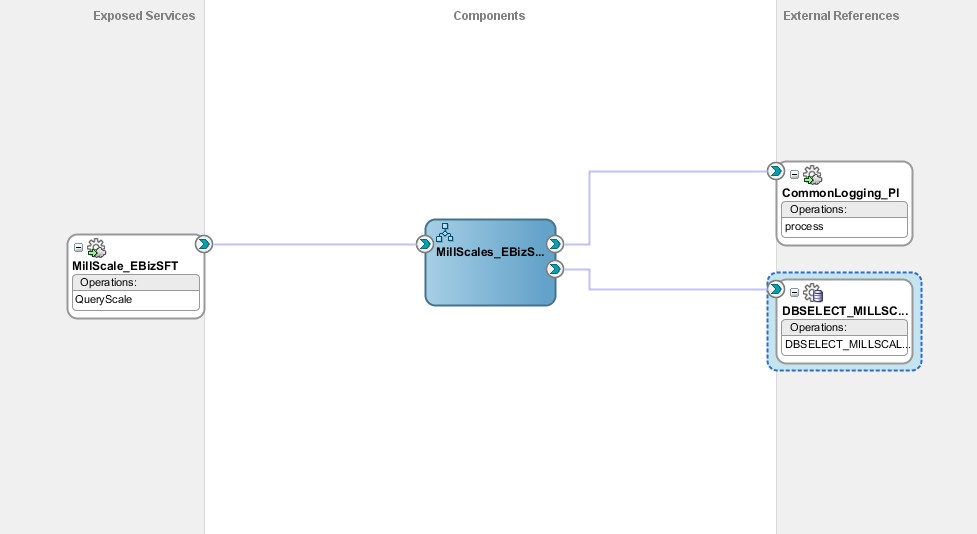 Exposed Services
Components
External References
MillScale_EBizSFT
Operations:
QueryScale
MillScales_EBizS...
CommonLogging_PI
Operations:
process
DBSELECT_MILLSC...
Operations:
DBSELECT_MILLSCAL...